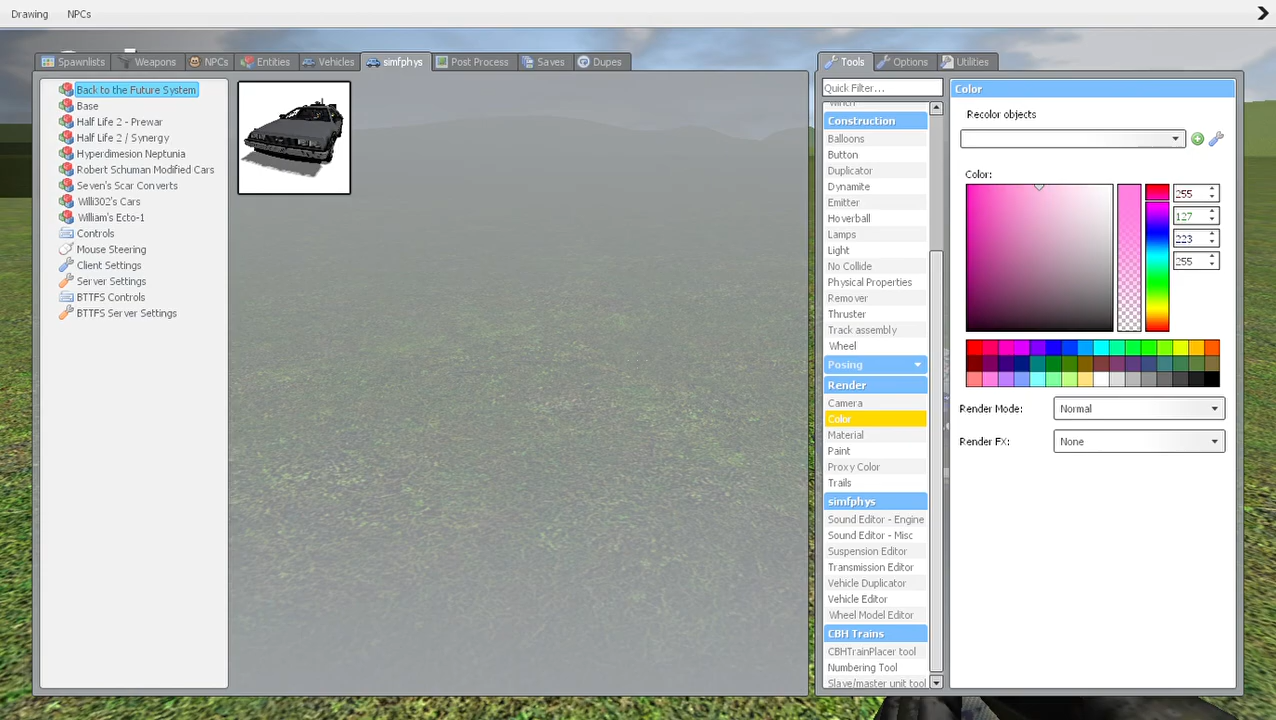 Drawing NPCs
Spawnlists Weapons NPCs Entities Vehicles simfphys Post Process Saves Dupes
Back to the Future System
Base
Half Life 2 - Prewar
Half Life 2 / Synergy
Hyperdimesion Neptunia
Robert Schuman Modified Cars
Seven's Scar Converts
Willi302's Cars
William's Ecto-1
Controls
Mouse Steering
Client Settings
Server Settings
BTTFS Controls
BTTFS Server Settings
Tools Options Utilities
Quick Filter...
Winch
Construction
Balloons
Button
Duplicator
Dynamite
Emitter
Hoverball
Lamps
Light
No Collide
Physical Properties
Remover
Thruster
Track assembly
Wheel
Posing
Render
Camera
Color
Material
Paint
Proxy Color
Trails
simfphys
Sound Editor - Engine
Sound Editor - Misc
Suspension Editor
Transmission Editor
Vehicle Duplicator
Vehicle Editor
Wheel Model Editor
CBH Trains
CBHTrainPlacer tool
Numbering Tool
Slave/master unit tool
Color
Recolor objects
Color:
255
127
223
255
Render Mode: Normal
Render FX: None